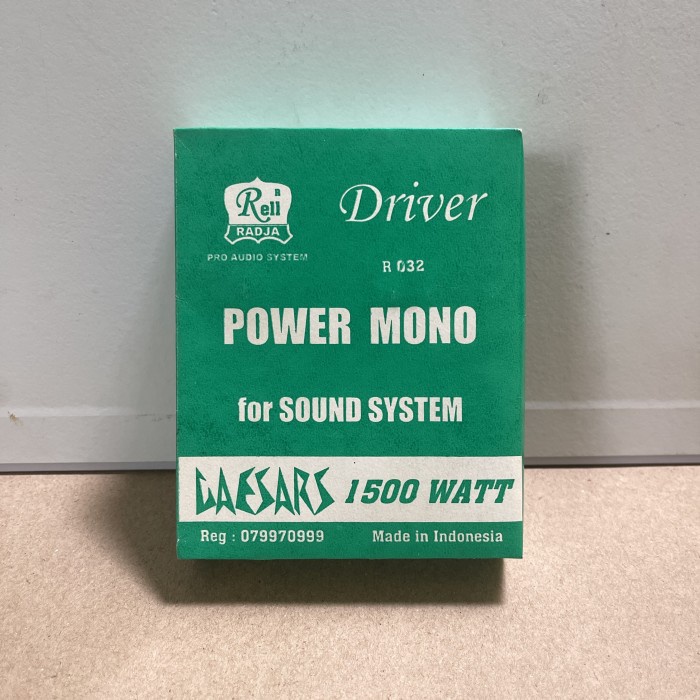 Rell R
RADJA
PRO AUDIO SYSTEM
Driver
R 032
POWER MONO
for SOUND SYSTEM
CAESARS 1500 WATT
Reg : 079970999 Made in Indonesia